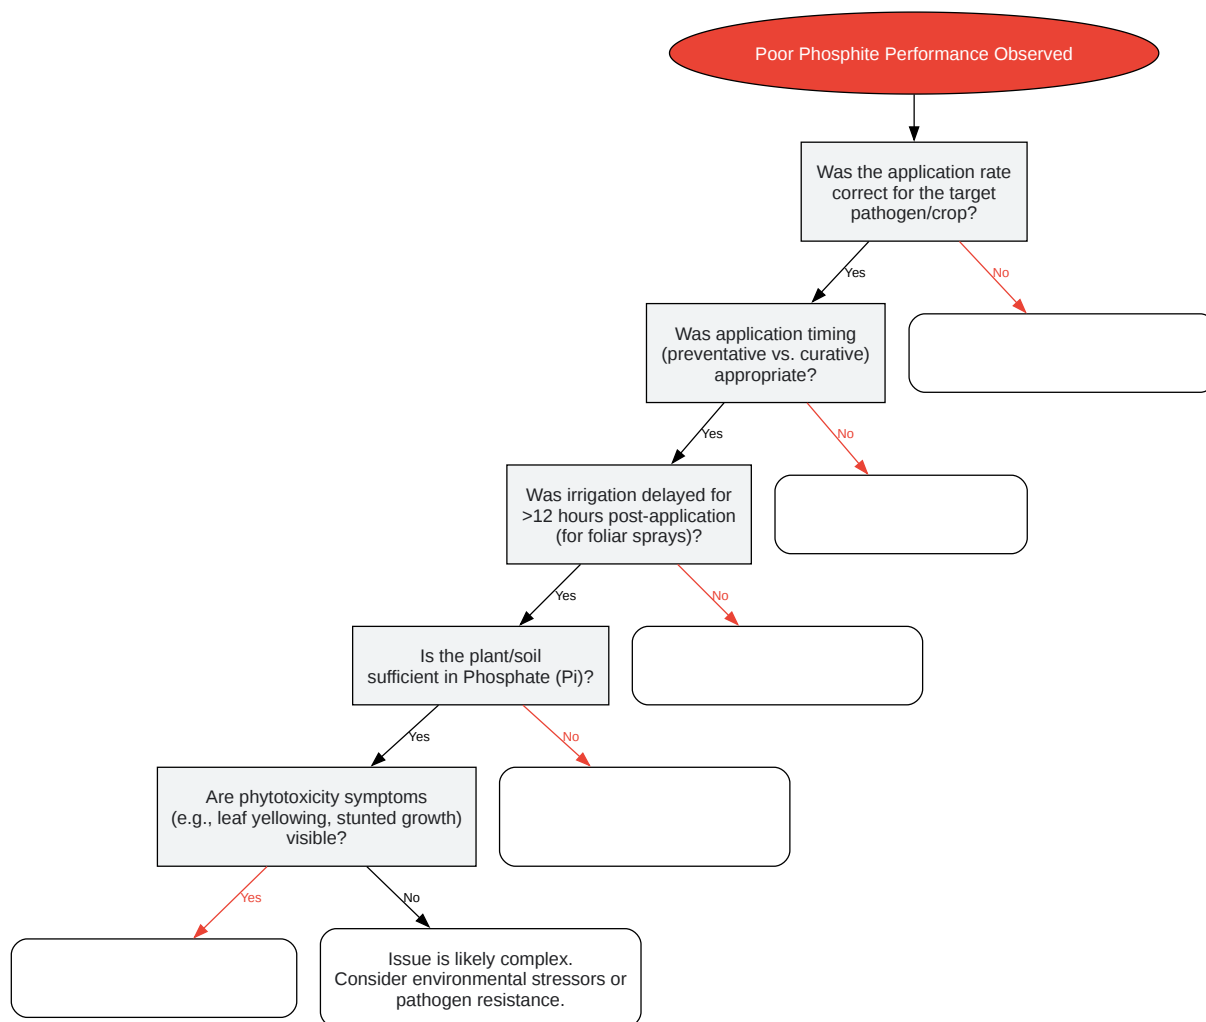 Poor Phosphite Performance Observed
Was the application rate
correct for the target
pathogen/crop?
Yes
No
Was application timing
(preventative vs. curative)
appropriate?
Yes
No
Was irrigation delayed for
>12 hours post-application
(for foliar sprays)?
Yes
No
Is the plant/soil
sufficient in Phosphate (Pi)?
Yes
No
Are phytotoxicity symptoms
(e.g., leaf yellowing, stunted growth)
visible?
Yes
No
Issue is likely complex.
Consider environmental stressors or
pathogen resistance.